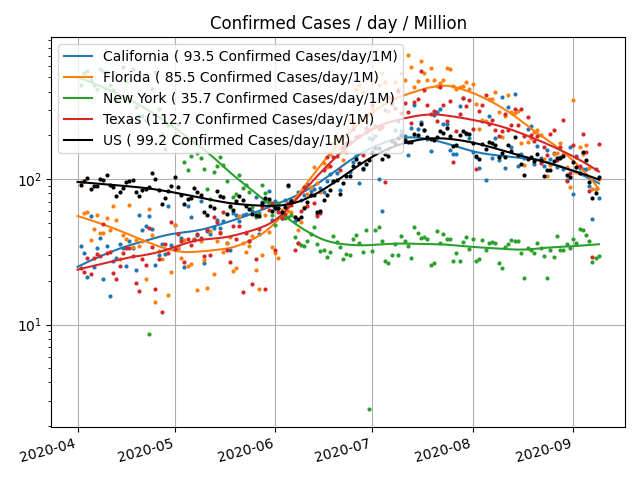 Confirmed Cases / day / Million
California ( 93.5 Confirmed Cases/day/1M)
Florida ( 85.5 Confirmed Cases/day/1M)
New York ( 35.7 Confirmed Cases/day/1M)
Texas (112.7 Confirmed Cases/day/1M)
US ( 99.2 Confirmed Cases/day/1M)
10²
10¹
2020-04 2020-05 2020-06 2020-07 2020-08 2020-09